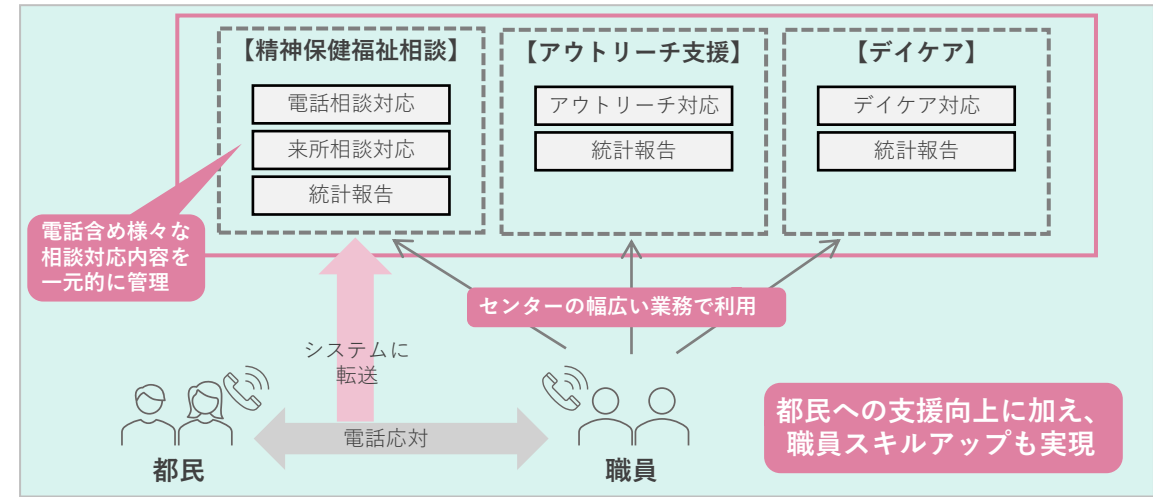 【精神保健福祉相談】
電話相談対応
来所相談対応
統計報告
【アウトリーチ支援】
アウトリーチ対応
統計報告
【デイケア】
デイケア対応
統計報告
電話含め様々な
相談対応内容を
一元的に管理
センターの幅広い業務で利用
システムに
転送
電話応対
都民
職員
都民への支援向上に加え、
職員スキルアップも実現